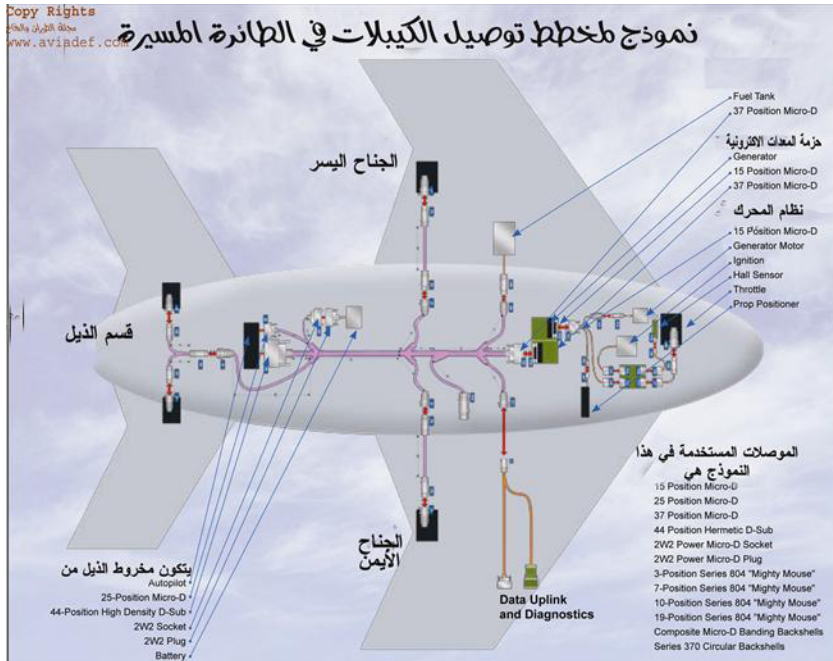 Copy Rights
مجلة الطيران والدفاع
www.aviadef.com
نموذج لمخطط توصيل الكيبلات في الطائرة المسيرة
Fuel Tank
37 Position Micro-D
حزمة المعدات الاكترونية
Generator
15 Position Micro-D
37 Position Micro-D
نظام المحرك
15 Position Micro-D
Generator Motor
Ignition
Hall Sensor
Throttle
Prop Positioner
الجناح اليسر
قسم الذيل
الجناح
الأيمن
يتكون مخروط الذيل من
Autopilot
25-Position Micro-D
44-Position High Density D-Sub
2W2 Socket
2W2 Plug
Battery
Data Uplink
and Diagnostics
الموصلات المستخدمة في هذا
النموذج هي
15 Position Micro-D
25 Position Micro-D
37 Position Micro-D
44 Position Hermetic D-Sub
2W2 Power Micro-D Socket
2W2 Power Micro-D Plug
3-Position Series 804 "Mighty Mouse"
7-Position Series 804 "Mighty Mouse"
10-Position Series 804 "Mighty Mouse"
19-Position Series 804 "Mighty Mouse"
Composite Micro-D Banding Backshells
Series 370 Circular Backshells